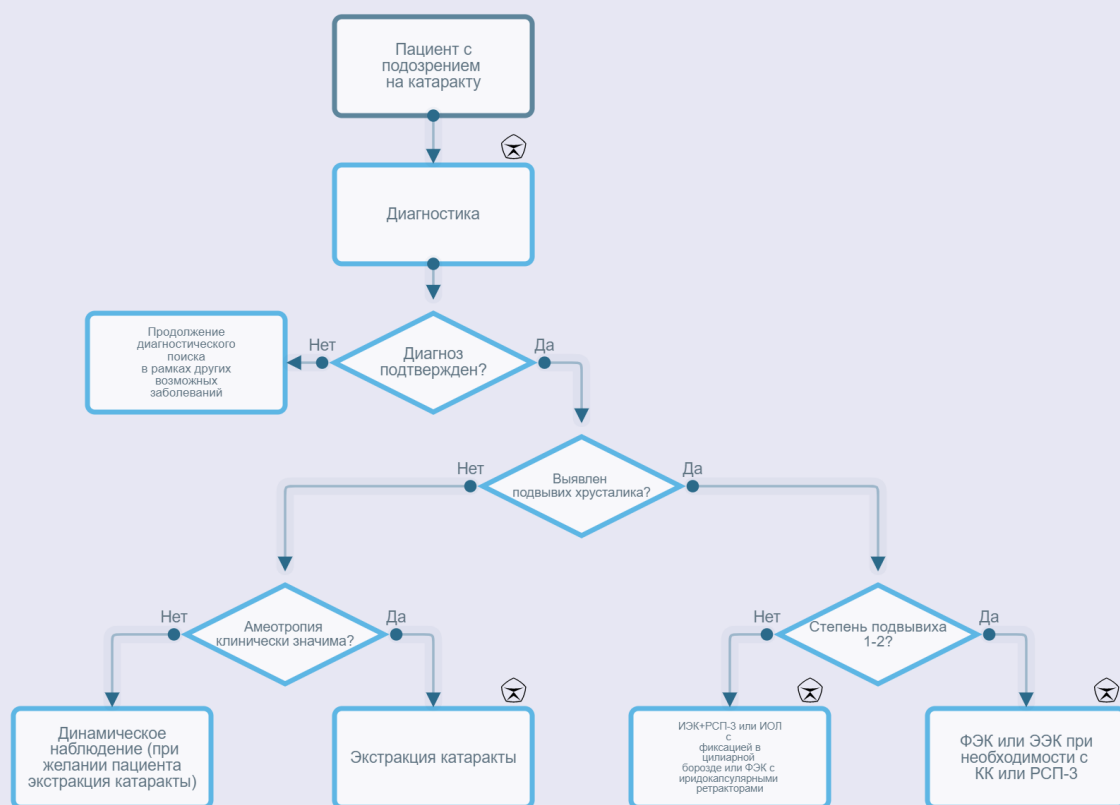 Пациент с
подозрением
на катаракту
Диагностика
Продолжение
диагностического
поиска
в рамках других
возможных
заболеваний
Нет
Диагноз
подтвержден?
Да
Нет
Выявлен
подвывих хрусталика?
Да
Нет
Амеотропия
клинически значима?
Да
Нет
Степень подвывиха
1-2?
Да
Динамическое
наблюдение (при
желании пациента
экстракция катаракты)
Экстракция катаракты
ИЭК+РСП-3 или ИОЛ
с
фиксацией в
цилиарной
борозде или ФЭК с
иридокапсулярными
ретракторами
ФЭК или ЭЭК при
необходимости с
КК или РСП-3